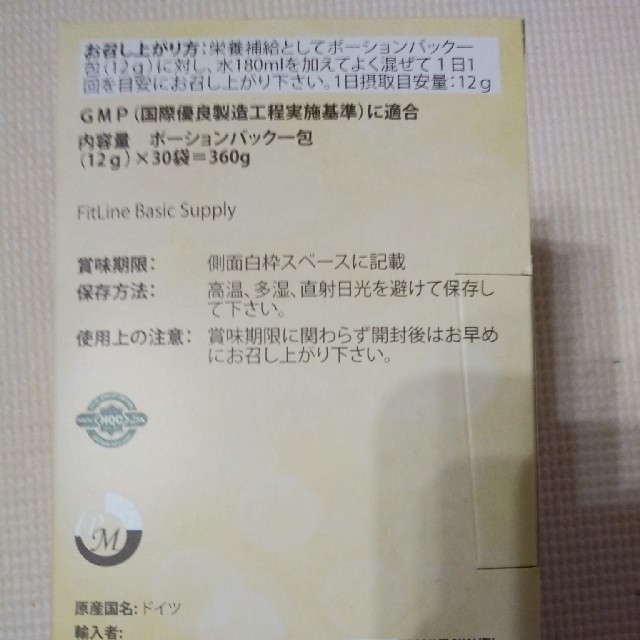 お召し上がり方：栄養補給としてポーションパック一
包(12ｇ)に対し、水180mlを加えてよく混ぜて１日1
回を目安にお召し上がり下さい。1日摂取目安量：12ｇ
ＧＭＰ(国際優良製造工程実施基準)に適合
内容量　ポーションパック一包
(12ｇ)×30袋＝360g
FitLine Basic Supply
賞味期限：　側面白枠スペースに記載
保存方法：　高温、多湿、直射日光を避けて保存し
て下さい。
使用上の注意：　賞味期限に関わらず開封後はお早め
にお召し上がり下さい。
HQC
PM
原産国名：ドイツ
輸入者：